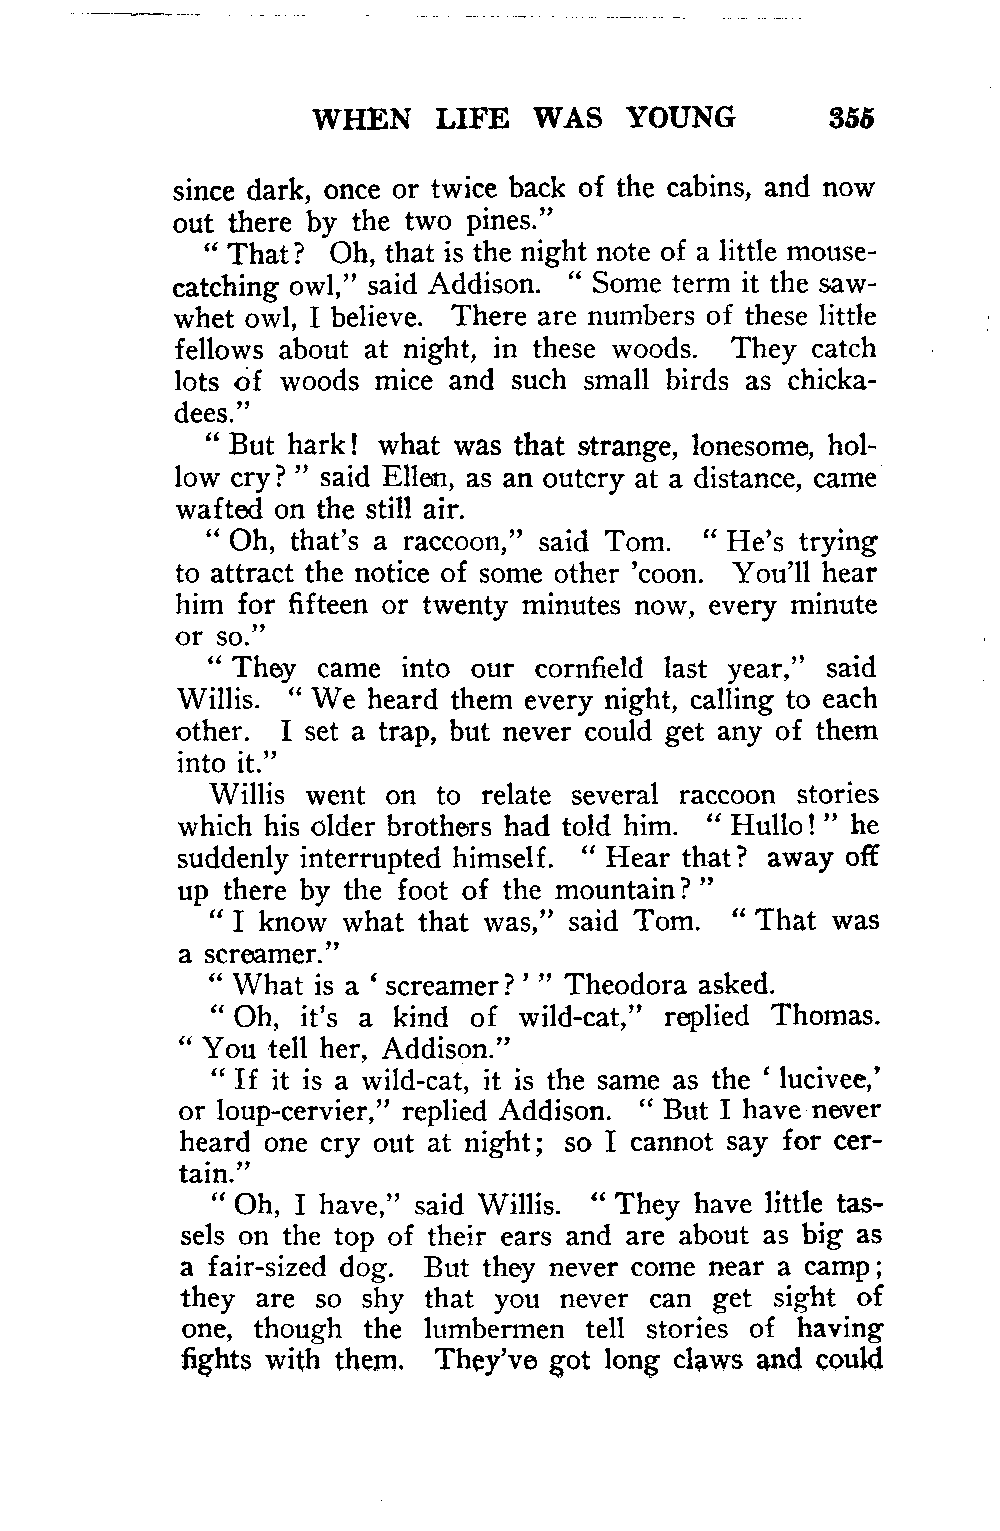 WHEN LIFE WAS YOUNG 355
since dark, once or twice back of the cabins, and now
out there by the two pines.”
“ That? Oh, that is the night note of a little mouse-
catching owl,” said Addison. “ Some term it the saw-
whet owl, I believe. There are numbers of these little
fellows about at night, in these woods. They catch
lots of woods mice and such small birds as chicka-
dees.”
“ But hark! what was that strange, lonesome, hol-
low cry? ” said Ellen, as an outcry at a distance, came
wafted on the still air.
“ Oh, that's a raccoon,” said Tom. “ He's trying
to attract the notice of some other 'coon. You'll hear
him for fifteen or twenty minutes now, every minute
or so.”
“ They came into our cornfield last year,” said
Willis. “ We heard them every night, calling to each
other. I set a trap, but never could get any of them
into it.”
Willis went on to relate several raccoon stories
which his older brothers had told him. “ Hullo! ” he
suddenly interrupted himself. “ Hear that? away off
up there by the foot of the mountain? ”
“ I know what that was,” said Tom. “ That was
a screamer.”
“ What is a ‘ screamer? ’ ” Theodora asked.
“ Oh, it's a kind of wild-cat,” replied Thomas.
“ You tell her, Addison.”
“ If it is a wild-cat, it is the same as the ‘ lucivee,’
or loup-cervier,” replied Addison. “ But I have never
heard one cry out at night; so I cannot say for cer-
tain.”
“ Oh, I have,” said Willis. “ They have little tas-
sels on the top of their ears and are about as big as
a fair-sized dog. But they never come near a camp;
they are so shy that you never can get sight of
one, though the lumbermen tell stories of having
fights with them. They've got long claws and could